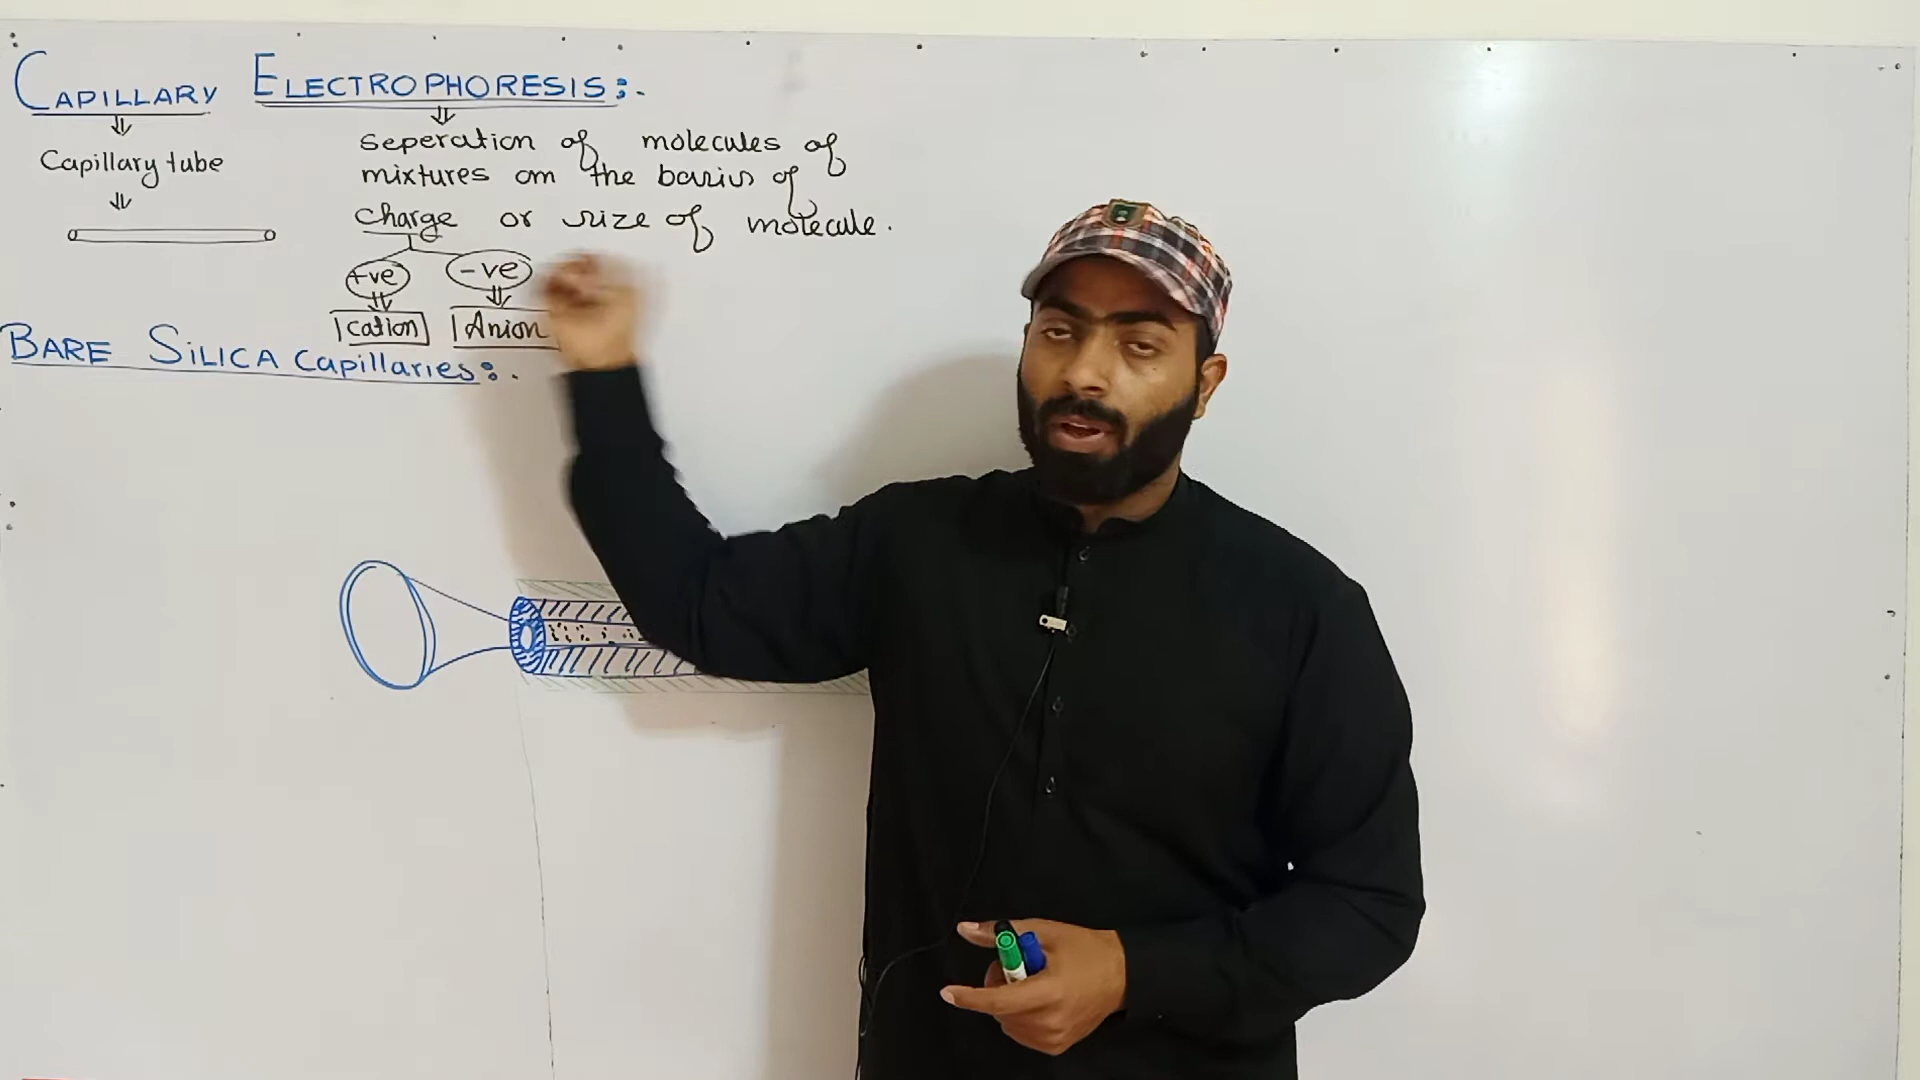 CAPILLARY ELECTROPHORESIS:-
Capillary tube
seperation of molecules of
mixtures on the basis of
charge or size of molecule.
+ve -ve
Cation Anion
BARE SILICA Capillaries:-